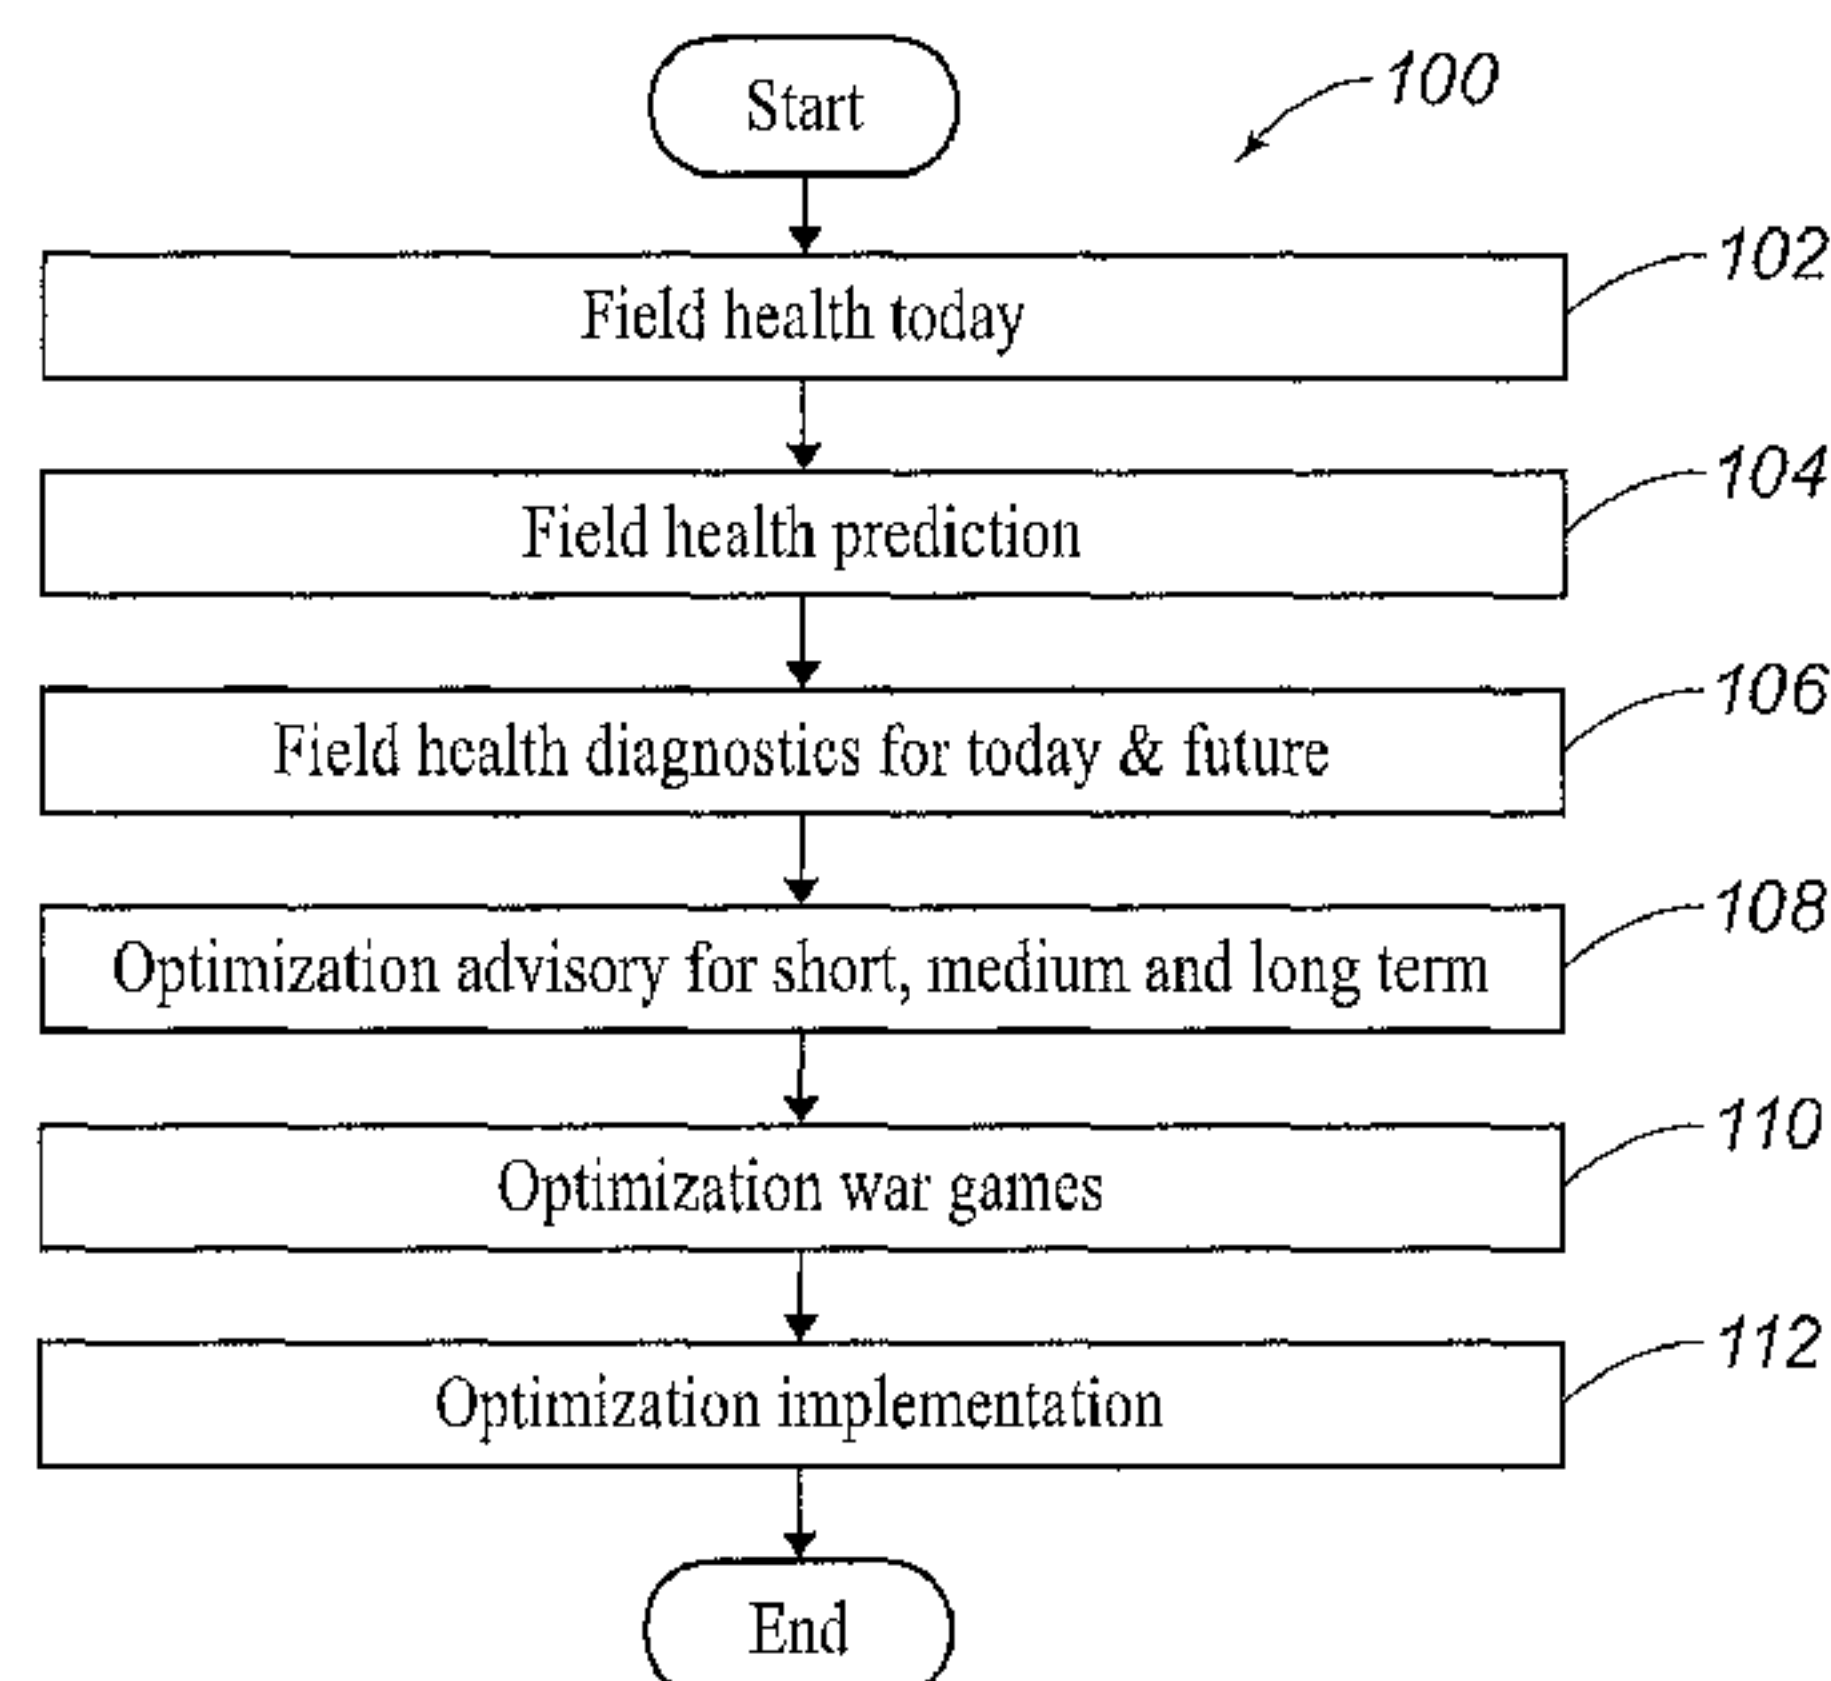 Start
100
Field health today
102
Field health prediction
104
Field health diagnostics for today & future
106
Optimization advisory for short, medium and long term
108
Optimization war games
110
Optimization implementation
112
End